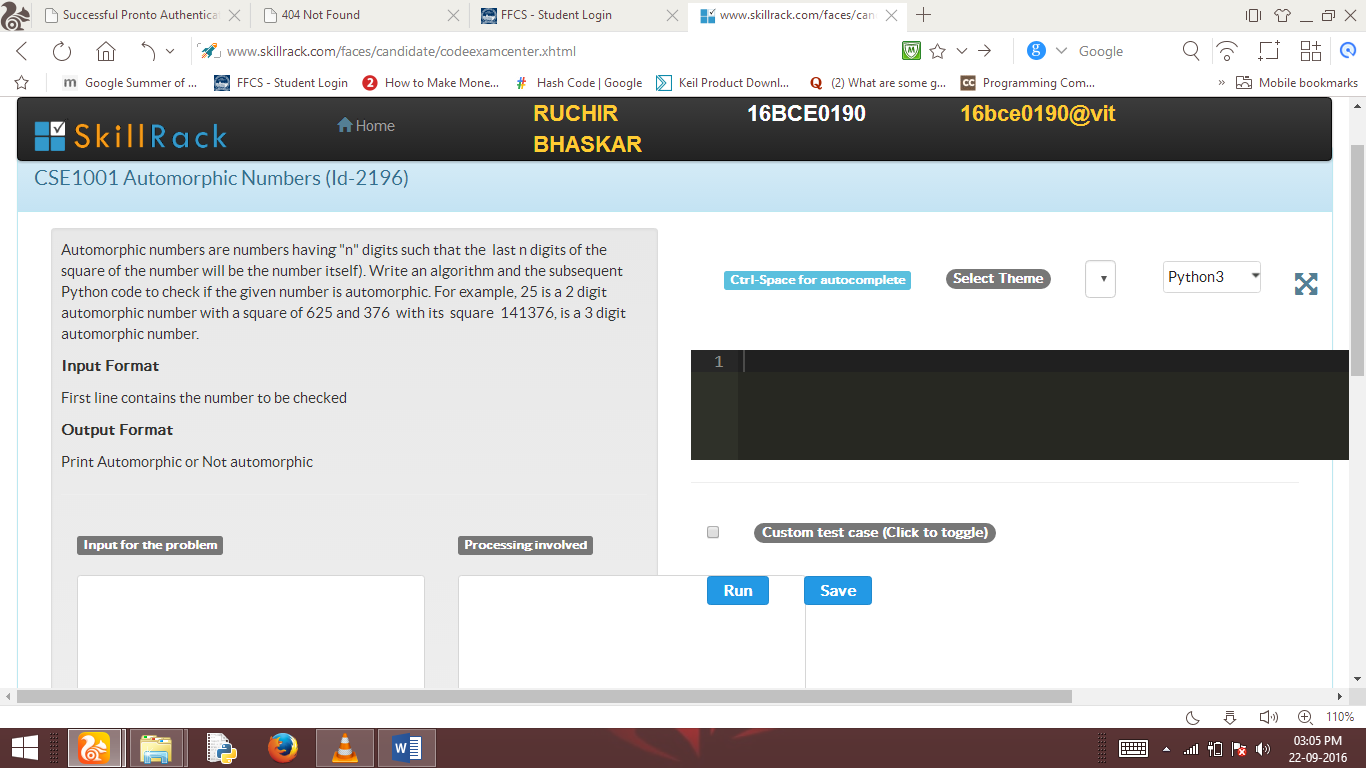 Successful Pronto Authentica
404 Not Found
FFCS - Student Login
www.skillrack.com/faces/can
www.skillrack.com/faces/candidate/codeexamcenter.xhtml
g
Google
m Google Summer of ...
FFCS - Student Login
2 How to Make Mone...
# Hash Code | Google
Keil Product Downl...
Q (2) What are some g...
CC Programming Com...
» Mobile bookmarks
SkillRack
Home
RUCHIR
BHASKAR
16BCE0190
16bce0190@vit
CSE1001 Automorphic Numbers (Id-2196)
Automorphic numbers are numbers having "n" digits such that the last n digits of the
square of the number will be the number itself). Write an algorithm and the subsequent
Python code to check if the given number is automorphic. For example, 25 is a 2 digit
automorphic number with a square of 625 and 376 with its square 141376, is a 3 digit
automorphic number.
Input Format
First line contains the number to be checked
Output Format
Print Automorphic or Not automorphic
Input for the problem
Processing involved
Ctrl-Space for autocomplete
Select Theme
Python3
1
Custom test case (Click to toggle)
Run
Save
110%
W
03:05 PM
22-09-2016